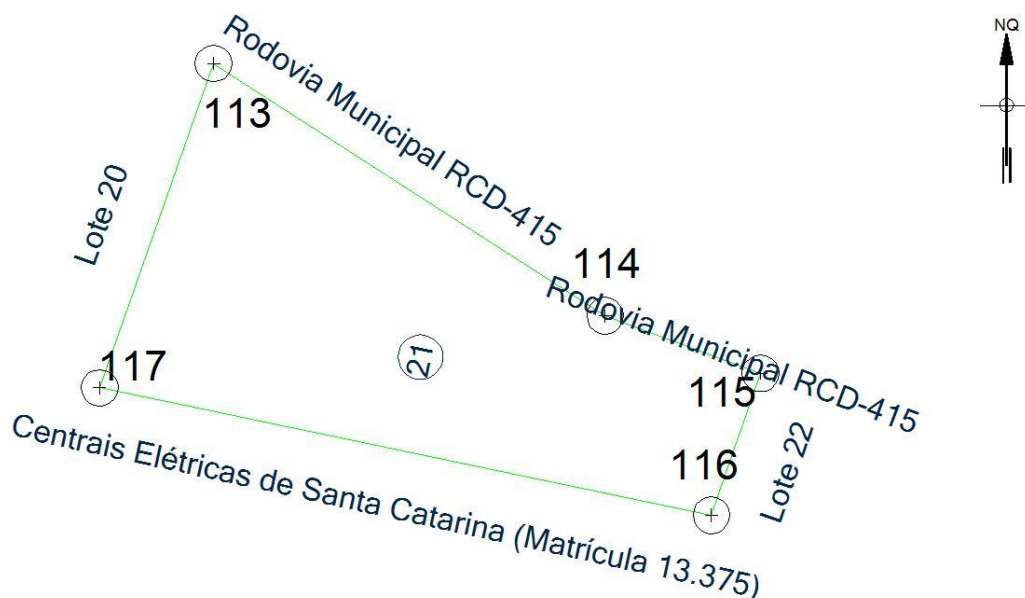 Rodovia Municipal RCD-415
NQ
113
Lote 20
114
Rodovia Municipal RCD-415
21
117
115
116
Lote 22
Centrais Elétricas de Santa Catarina (Matrícula 13.375)